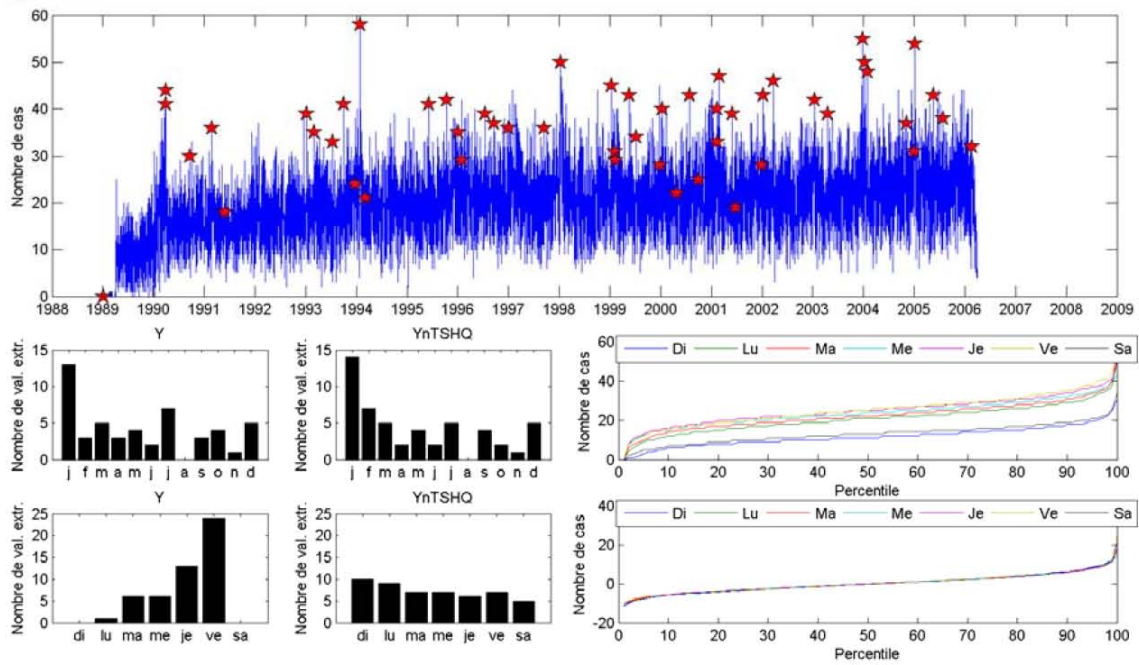 60
50
40
30
20
10
0
Nombre de cas
1988 1989 1990 1991 1992 1993 1994 1995 1996 1997 1998 1999 2000 2001 2002 2003 2004 2005 2006 2007 2008 2009
Y
15
10
5
0
Nombre de val. extr.
j f m a m j j a s o n d
YnTSHQ
15
10
5
0
Nombre de val. extr.
j f m a m j j a s o n d
60
40
20
0
Nombre de cas
Di Lu Ma Me Je Ve Sa
10 20 30 40 50 60 70 80 90 100
Percentile
Y
25
20
15
10
5
0
Nombre de val. extr.
di lu ma me je ve sa
YnTSHQ
25
20
15
10
5
0
Nombre de val. extr.
di lu ma me je ve sa
40
20
0
-20
Nombre de cas
Di Lu Ma Me Je Ve Sa
10 20 30 40 50 60 70 80 90 100
Percentile